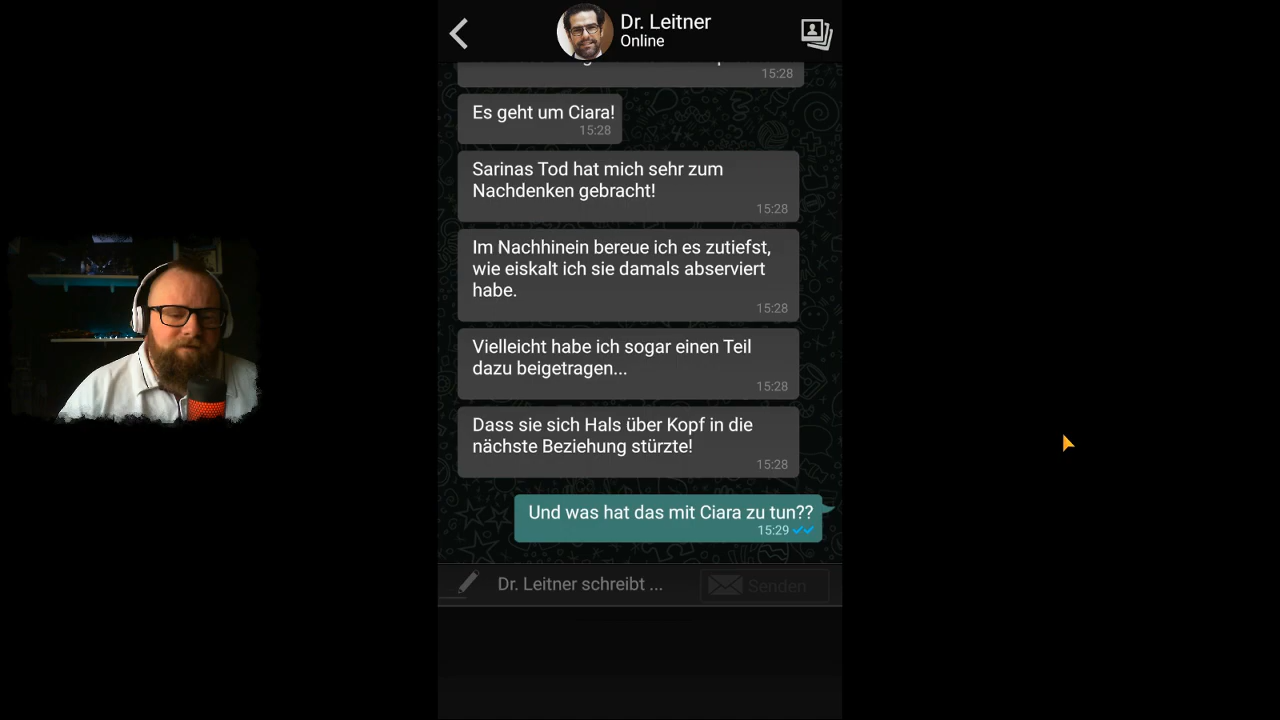 Dr. Leitner
Online
15:28
Es geht um Ciara!
15:28
Sarinas Tod hat mich sehr zum
Nachdenken gebracht!
15:28
Im Nachhinein bereue ich es zutiefst,
wie eiskalt ich sie damals abserviert
habe.
15:28
Vielleicht habe ich sogar einen Teil
dazu beigetragen...
15:28
Dass sie sich Hals über Kopf in die
nächste Beziehung stürzte!
15:28
Und was hat das mit Ciara zu tun??
15:29
Dr. Leitner schreibt ...
Senden